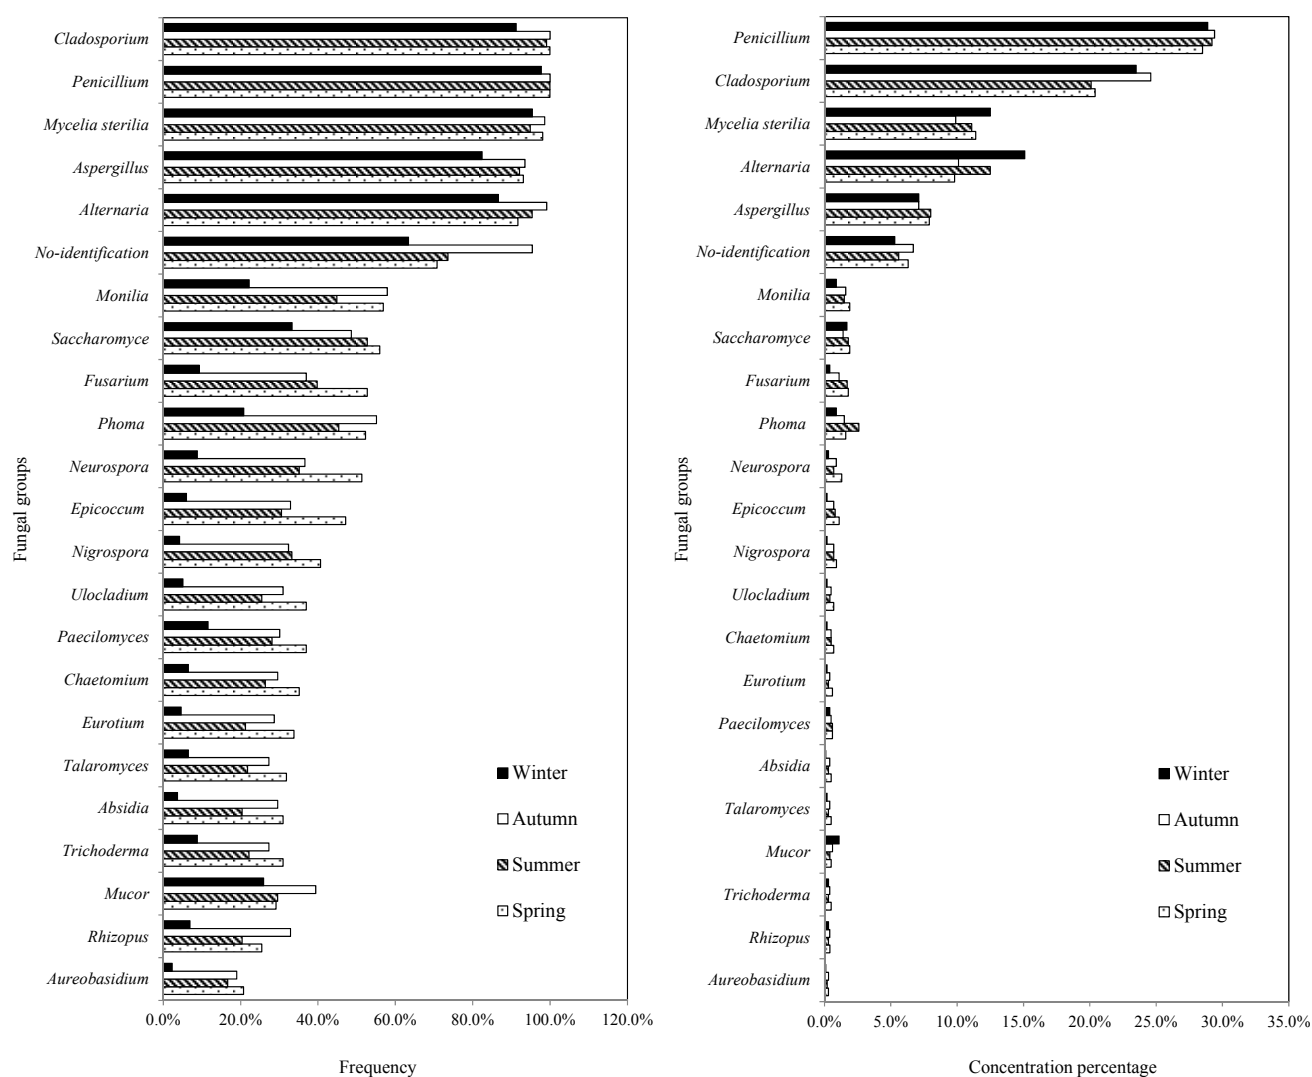 Fungal groups
Cladosporium
Penicillium
Mycelia sterilia
Aspergillus
Alternaria
No-identification
Monilia
Saccharomyce
Fusarium
Phoma
Neurospora
Epicoccum
Nigrospora
Ulocladium
Paecilomyces
Chaetomium
Eurotium
Talaromyces
Absidia
Trichoderma
Mucor
Rhizopus
Aureobasidium
Winter
Autumn
Summer
Spring
0.0% 20.0% 40.0% 60.0% 80.0% 100.0% 120.0%
Frequency
Fungal groups
Penicillium
Cladosporium
Mycelia sterilia
Alternaria
Aspergillus
No-identification
Monilia
Saccharomyce
Fusarium
Phoma
Neurospora
Epicoccum
Nigrospora
Ulocladium
Chaetomium
Eurotium
Paecilomyces
Absidia
Talaromyces
Mucor
Trichoderma
Rhizopus
Aureobasidium
Winter
Autumn
Summer
Spring
0.0% 5.0% 10.0% 15.0% 20.0% 25.0% 30.0% 35.0%
Concentration percentage